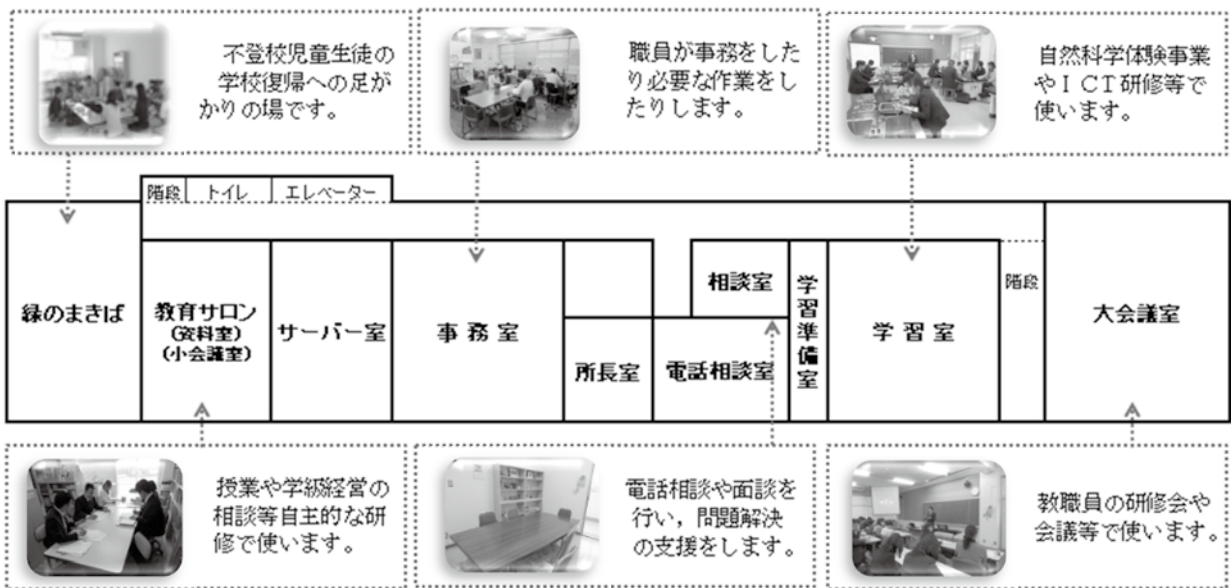 不登校児童生徒の
学校復帰への足が
かりの場です。
職員が事務をした
り必要な作業をし
たりします。
自然科学体験事業
やＩＣＴ研修等で
使います。
階段
トイレ
エレベーター
緑のまきば
教育サロン
(資料室)
(小会議室)
サーバー室
事務室
所長室
相談室
電話相談室
学習準備室
学習室
階段
大会議室
授業や学級経営の
相談等自主的な研
修で使います。
電話相談や面談を
行い，問題解決
の支援をします。
教職員の研修会や
会議等で使います。